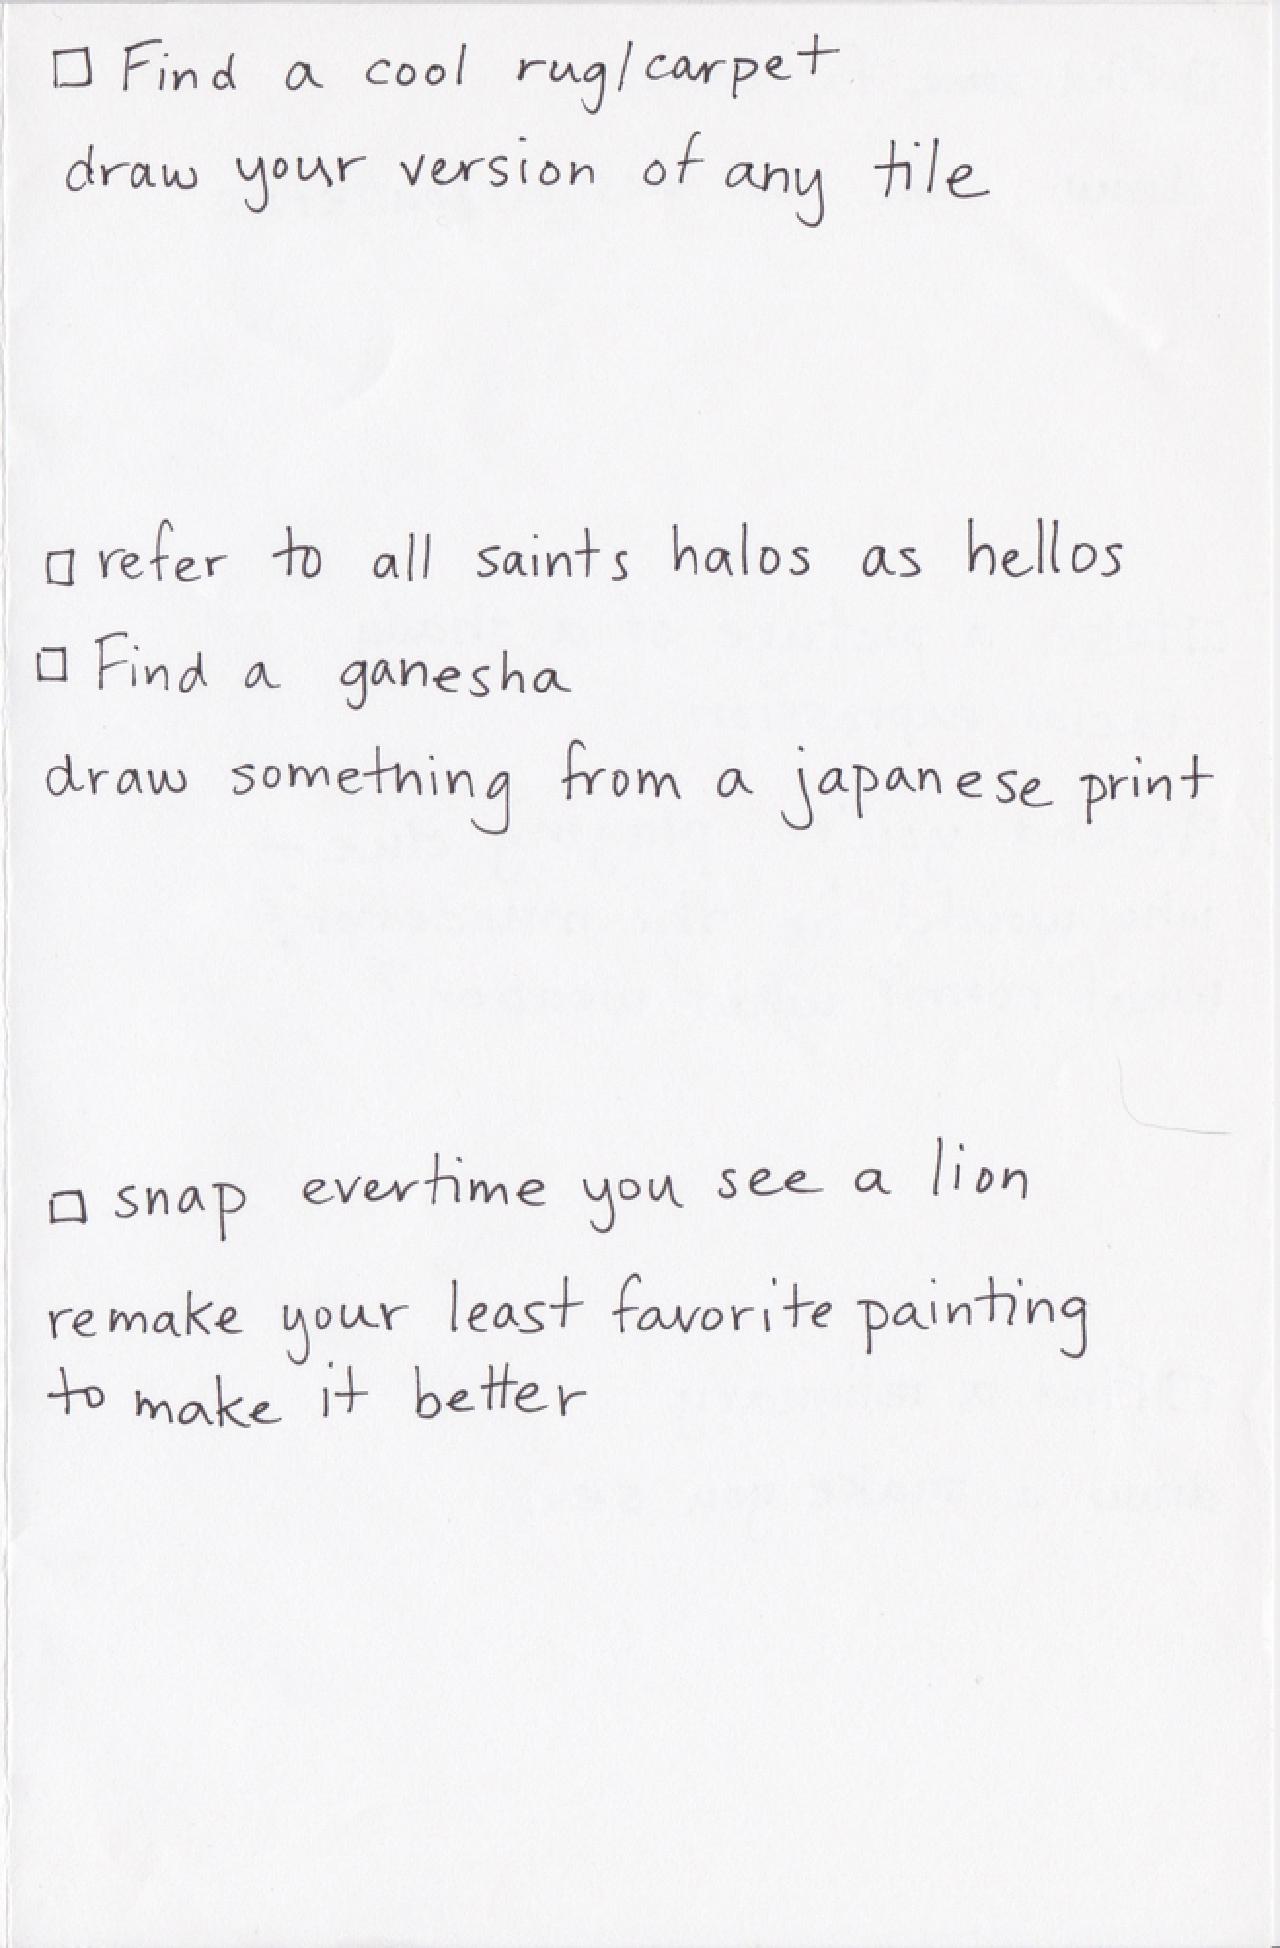 ☐ Find a cool rug/carpet
draw your version of any tile
☐ refer to all saints halos as hellos
☐ Find a ganesha
draw something from a japanese print
☐ snap evertime you see a lion
remake your least favorite painting
to make it better